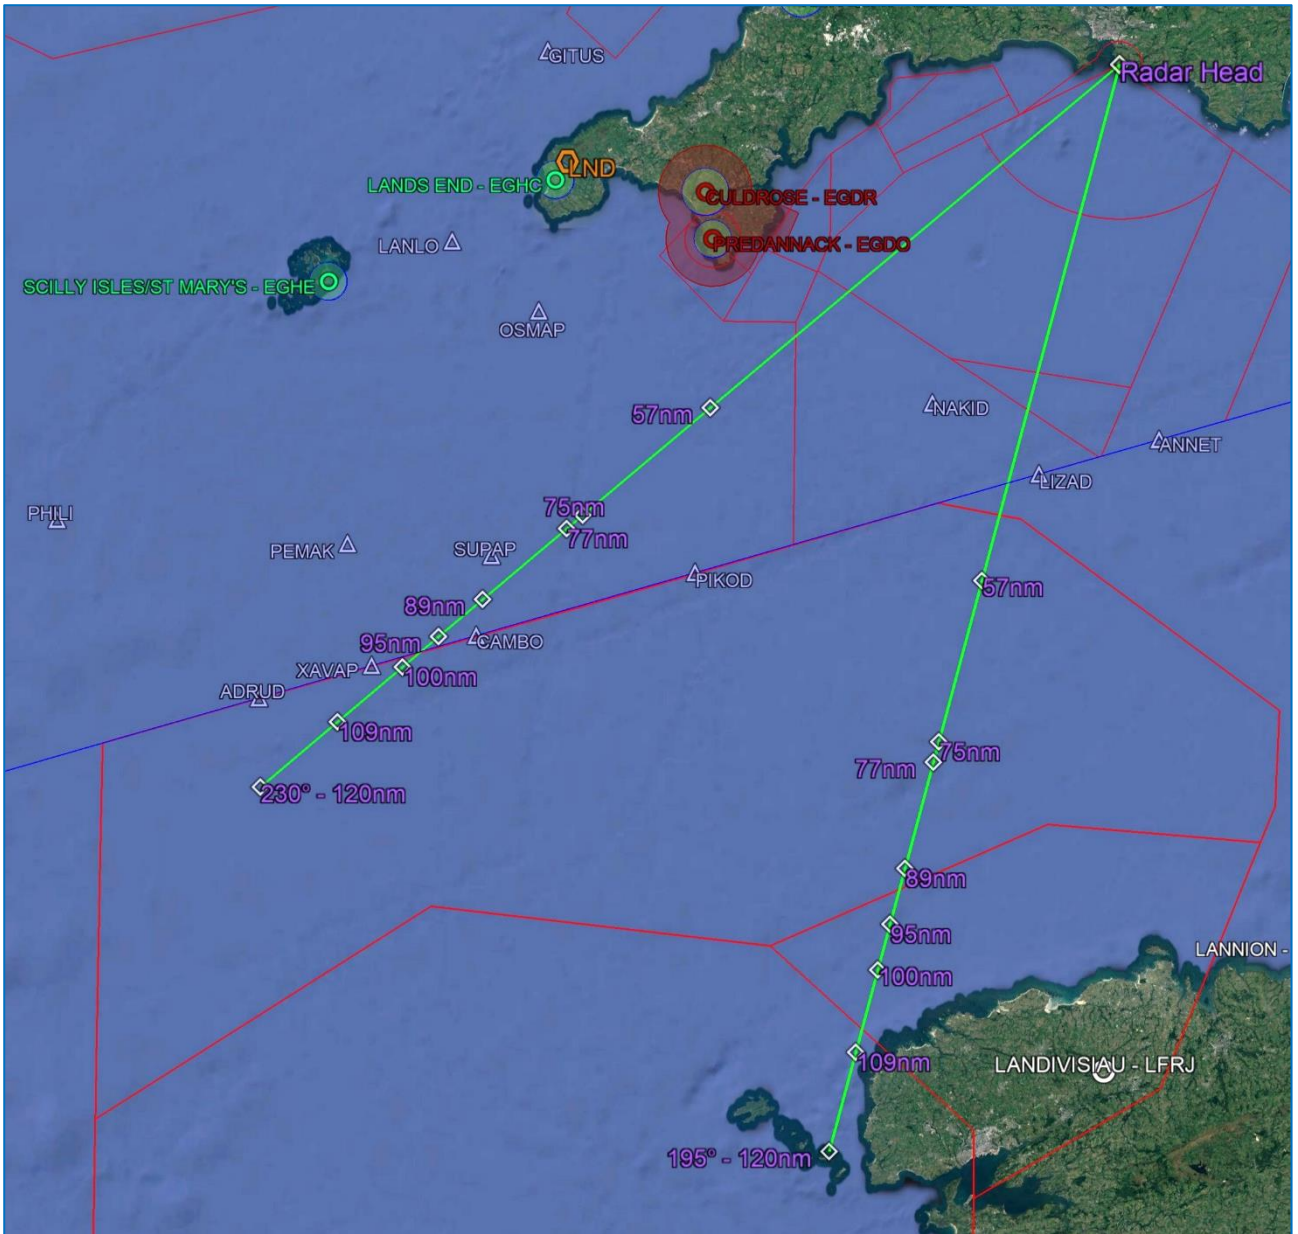 GITUS
Radar Head
LND
LANDS END - EGHC
CULDROSE - EGDR
LANLO
PREDANNACK - EGDO
SCILLY ISLES/ST MARY'S - EGHE
OSMAP
57nm
NAKID
ANNET
LIZAD
75nm
PHILI
77nm
PEMAK
SUPAP
PIKOD
57nm
89nm
95nm
CAMBO
XAVAP
100nm
ADRUD
109nm
75nm
77nm
230° - 120nm
89nm
95nm
LANNION -
100nm
109nm
LANDIVISIAU - LFRJ
195° - 120nm